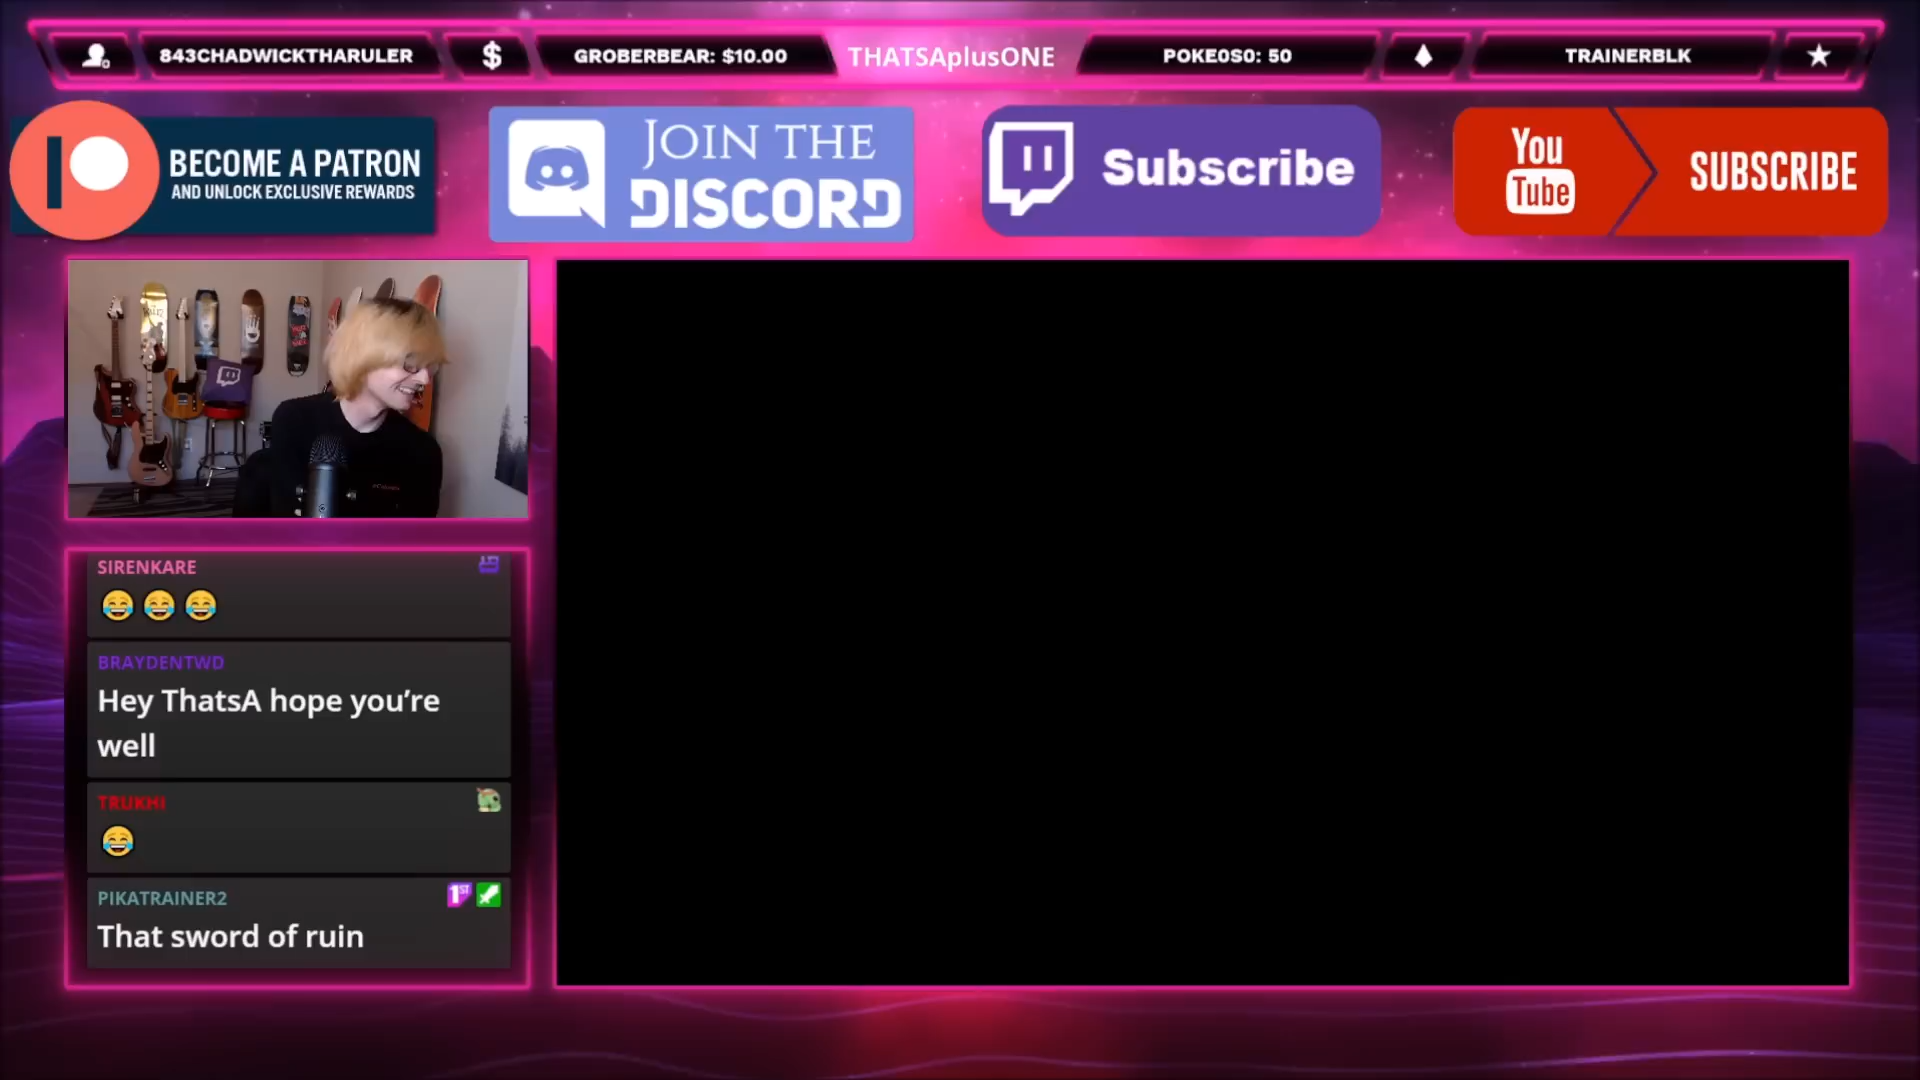 843CHADWICKTHARULER
$
GROBERBEAR: $10.00
THATSAplusONE
POKE0S0: 50
TRAINERBLK
BECOME A PATRON
AND UNLOCK EXCLUSIVE REWARDS
JOIN THE
DISCORD
Subscribe
You
Tube
SUBSCRIBE
SIRENKARE
BRAYDENTWD
Hey ThatsA hope you’re
well
TRUKHI
PIKATRAINER2
1ST
That sword of ruin